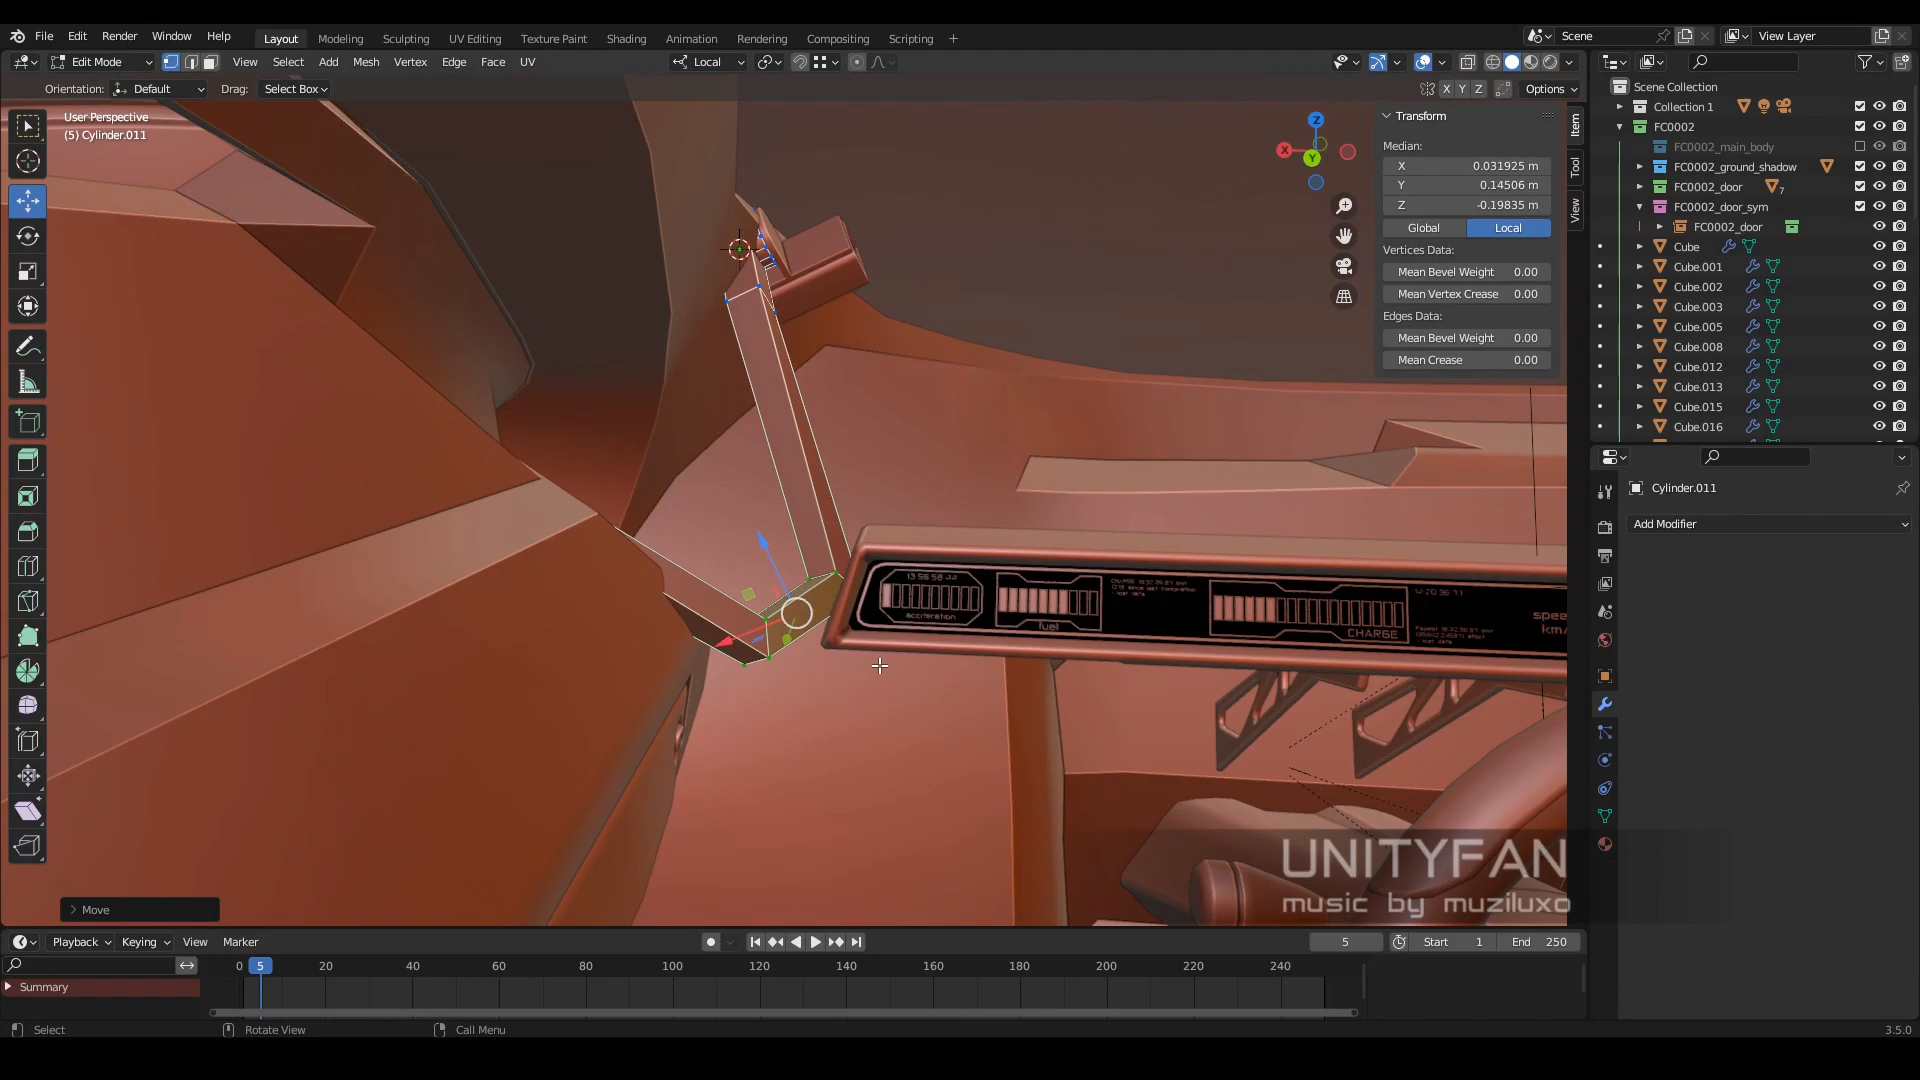 File Edit Render Window Help
Layout Modeling Sculpting UV Editing Texture Paint Shading Animation Rendering Compositing Scripting
Scene
View Layer
Edit Mode View Select Add Mesh Vertex Edge Face UV
Local
Orientation: Default Drag: Select Box
X Y Z Options
User Perspective
(5) Cylinder.011
Z
X
Y
Transform
Median:
X 0.031925 m
Y 0.14506 m
Z -0.19835 m
Global Local
Vertices Data:
Mean Bevel Weight 0.00
Mean Vertex Crease 0.00
Edges Data:
Mean Bevel Weight 0.00
Mean Crease 0.00
Item
Tool
View
Scene Collection
Collection 1
FC0002
FC0002_main_body
FC0002_ground_shadow
FC0002_door
7
FC0002_door_sym
FC0002_door
Cube
Cube.001
Cube.002
Cube.003
Cube.005
Cube.008
Cube.012
Cube.013
Cube.015
Cube.016
Cylinder.011
Add Modifier
accleration
fuel
CHARGE
UNITYFAN
music by muziluxo
Move
Playback Keying View Marker
5
Start 1
End 250
0 5 20 40 60 80 100 120 140 160 180 200 220 240
Summary
Select Rotate View Call Menu
3.5.0